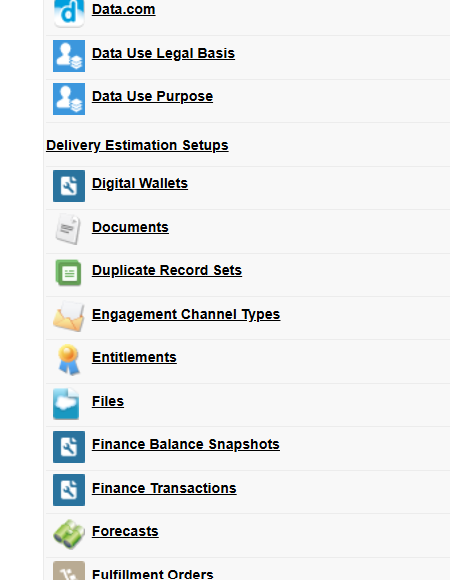 Data.com
Data Use Legal Basis
Data Use Purpose
Delivery Estimation Setups
Digital Wallets
Documents
Duplicate Record Sets
Engagement Channel Types
Entitlements
Files
Finance Balance Snapshots
Finance Transactions
Forecasts
Fulfillment Orders